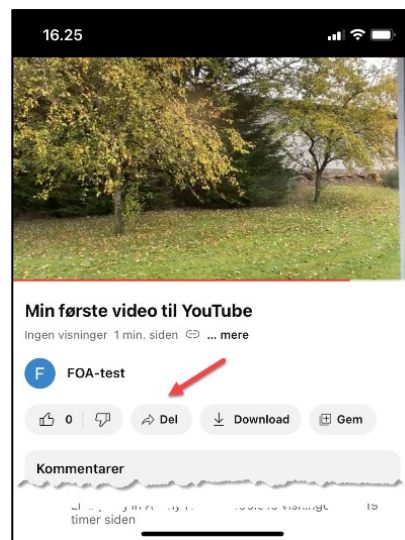 16.25
Min første video til YouTube
Ingen visninger 1 min. siden ... mere
F FOA-test
0 Del Download Gem
Kommentarer
19
timer siden